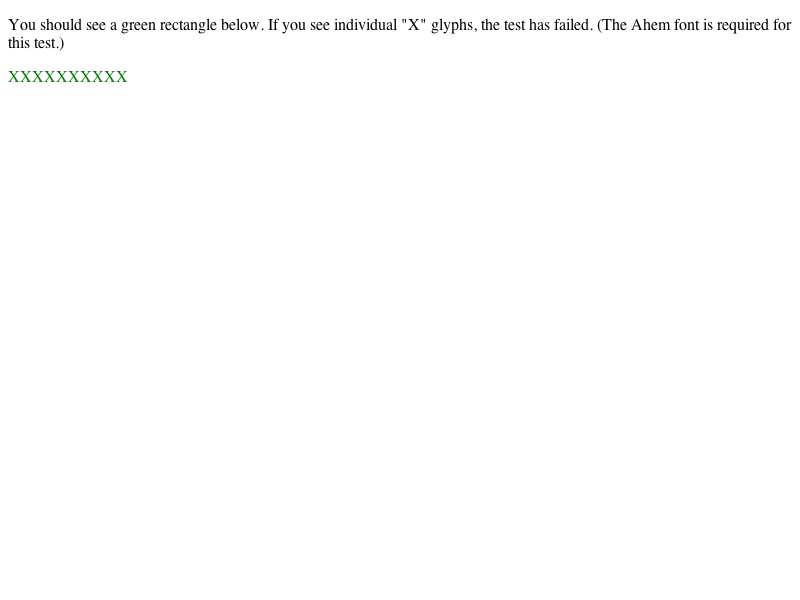 You should see a green rectangle below. If you see individual "X" glyphs, the test has failed. (The Ahem font is required for
this test.)
XXXXXXXXXX